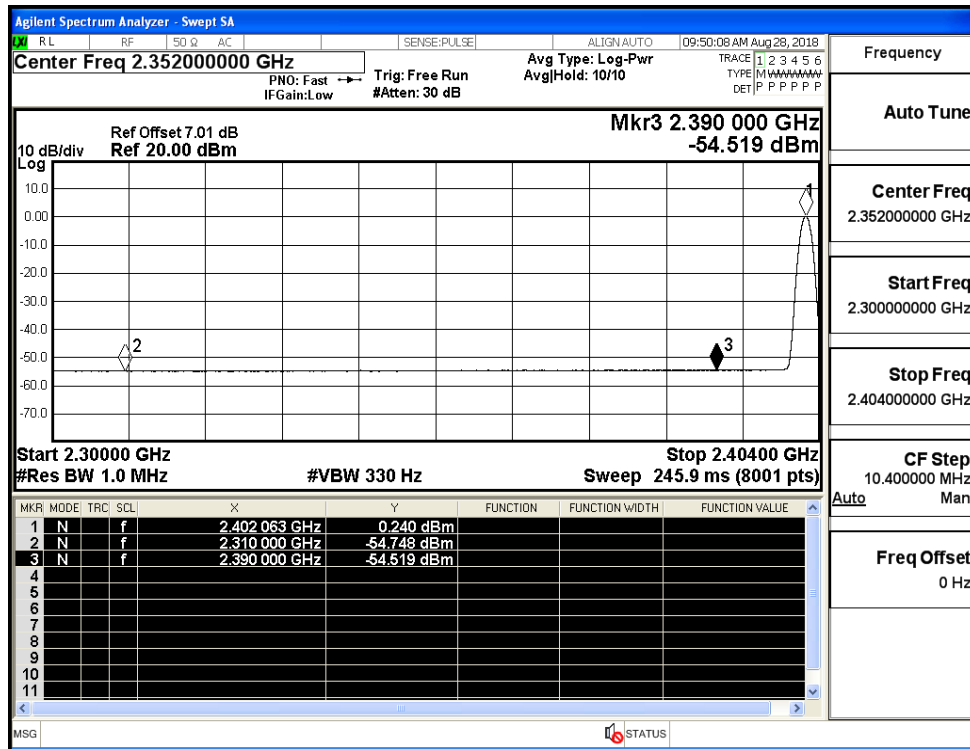 Agilent Spectrum Analyzer - Swept SA
LXI RL RF 50 Ω AC SENSE:PULSE ALIGN AUTO 09:50:08 AM Aug 28, 2018
Center Freq 2.352000000 GHz
PNO: Fast
IFGain:Low
Trig: Free Run
#Atten: 30 dB
Avg Type: Log-Pwr
Avg|Hold: 10/10
TRACE 1 2 3 4 5 6
TYPE M W W W W W
DET P P P P P P
Mkr3 2.390 000 GHz
-54.519 dBm
Ref Offset 7.01 dB
10 dB/div Ref 20.00 dBm
Log
10.0
0.00
-10.0
-20.0
-30.0
-40.0
-50.0
-60.0
-70.0
1
2
3
Start 2.30000 GHz Stop 2.40400 GHz
#Res BW 1.0 MHz #VBW 330 Hz Sweep 245.9 ms (8001 pts)
MKR MODE TRC SCL X Y FUNCTION FUNCTION WIDTH FUNCTION VALUE
1 N f 2.402 063 GHz 0.240 dBm
2 N f 2.310 000 GHz -54.748 dBm
3 N f 2.390 000 GHz -54.519 dBm
4
5
6
7
8
9
10
11
MSG STATUS
Frequency
Auto Tune
Center Freq
2.352000000 GHz
Start Freq
2.300000000 GHz
Stop Freq
2.404000000 GHz
CF Step
10.400000 MHz
Auto Man
Freq Offset
0 Hz